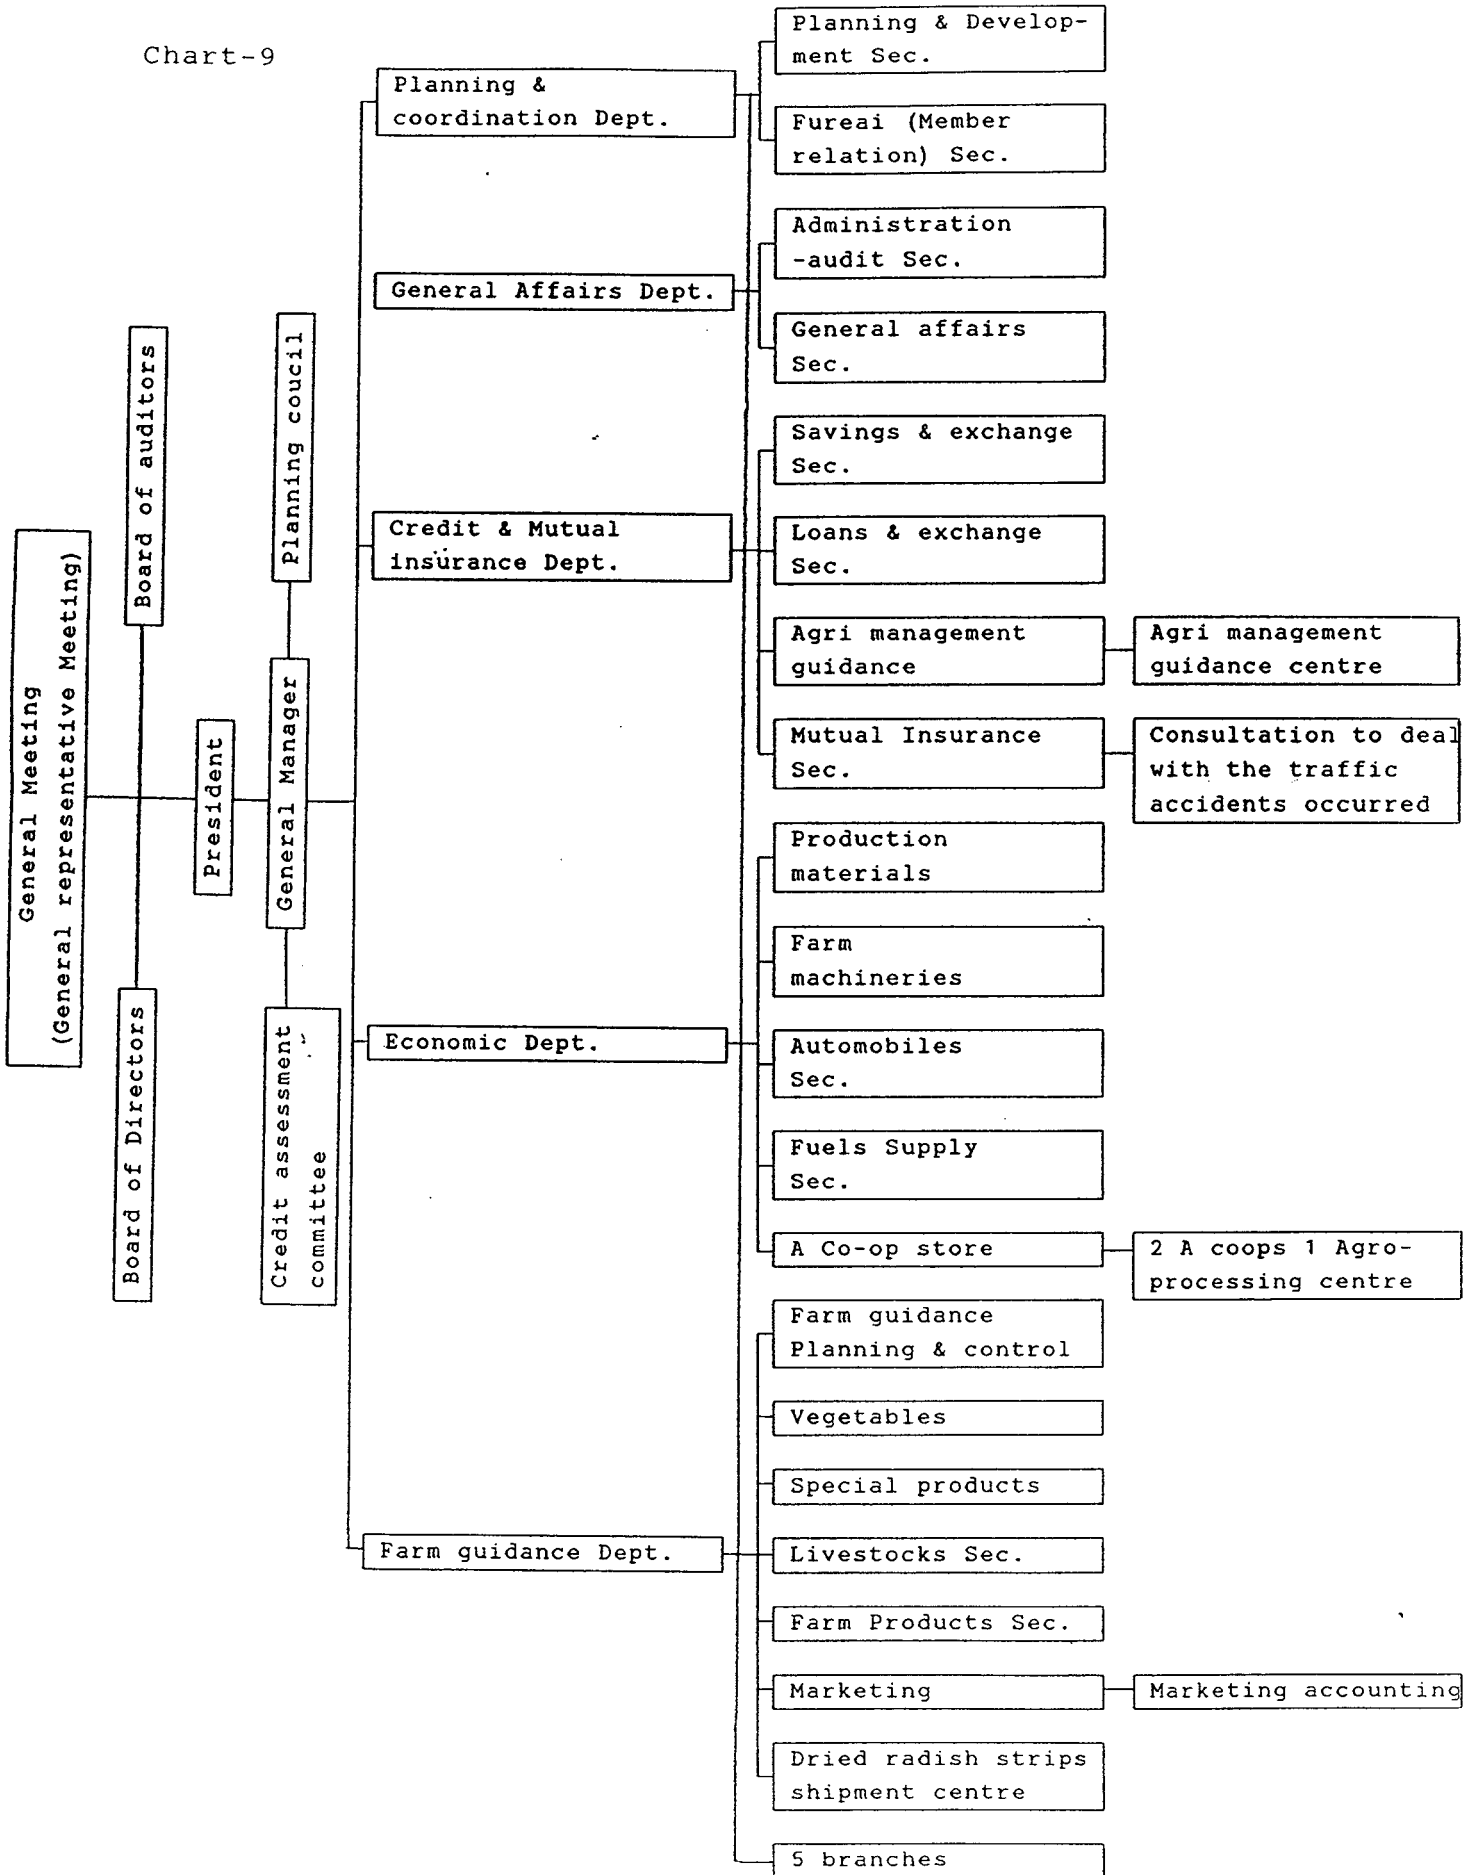 Chart-9
General Meeting
(General representative Meeting)
Board of auditors
Board of Directors
President
Planning coucil
General Manager
Credit assessment
committee
Planning &
coordination Dept.
General Affairs Dept.
Credit & Mutual
insurance Dept.
Economic Dept.
Farm guidance Dept.
Planning & Develop-
ment Sec.
Fureai (Member
relation) Sec.
Administration
-audit Sec.
General affairs
Sec.
Savings & exchange
Sec.
Loans & exchange
Sec.
Agri management
guidance
Agri management
guidance centre
Mutual Insurance
Sec.
Consultation to deal
with the traffic
accidents occurred
Production
materials
Farm
machineries
Automobiles
Sec.
Fuels Supply
Sec.
A Co-op store
2 A coops 1 Agro-
processing centre
Farm guidance
Planning & control
Vegetables
Special products
Livestocks Sec.
Farm Products Sec.
Marketing
Marketing accounting
Dried radish strips
shipment centre
5 branches